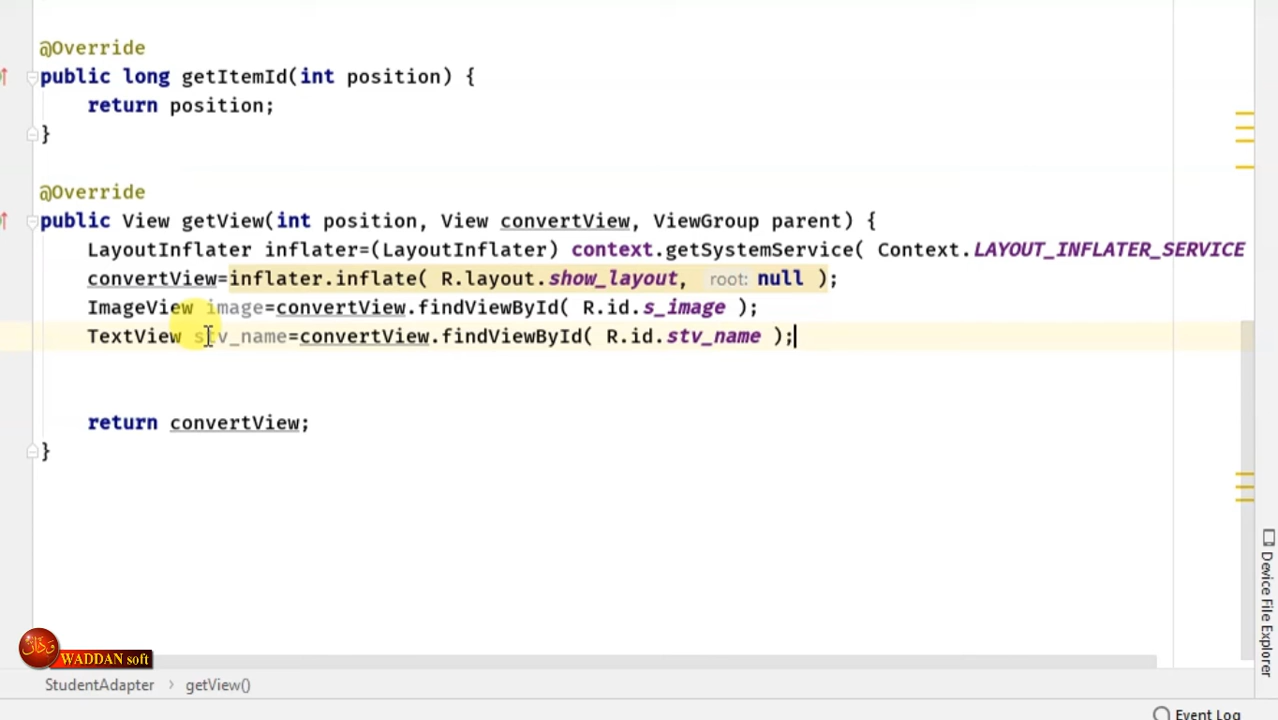 @Override
public long getItemId(int position) {
return position;
}
@Override
public View getView(int position, View convertView, ViewGroup parent) {
LayoutInflater inflater=(LayoutInflater) context.getSystemService( Context.LAYOUT_INFLATER_SERVICE
convertView=inflater.inflate( R.layout.show_layout, root: null );
ImageView image=convertView.findViewById( R.id.s_image );
TextView stv_name=convertView.findViewById( R.id.stv_name );
return convertView;
}
Device File Explorer
ودّان
WADDAN soft
StudentAdapter › getView()
Event Log